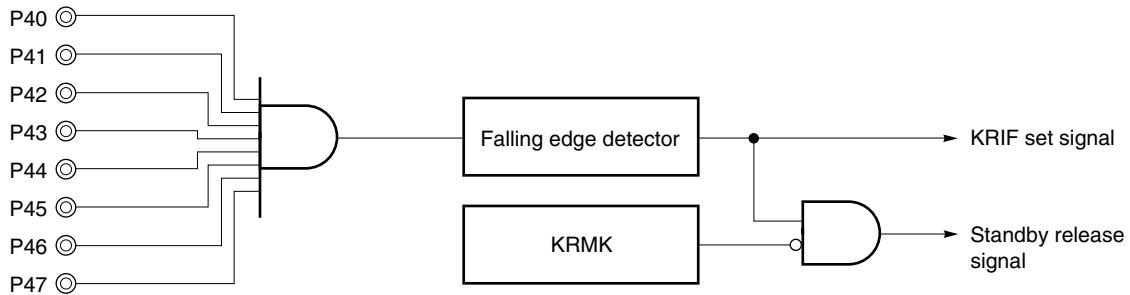 P40
P41
P42
P43
P44
P45
P46
P47
Falling edge detector
KRMK
KRIF set signal
Standby release
signal